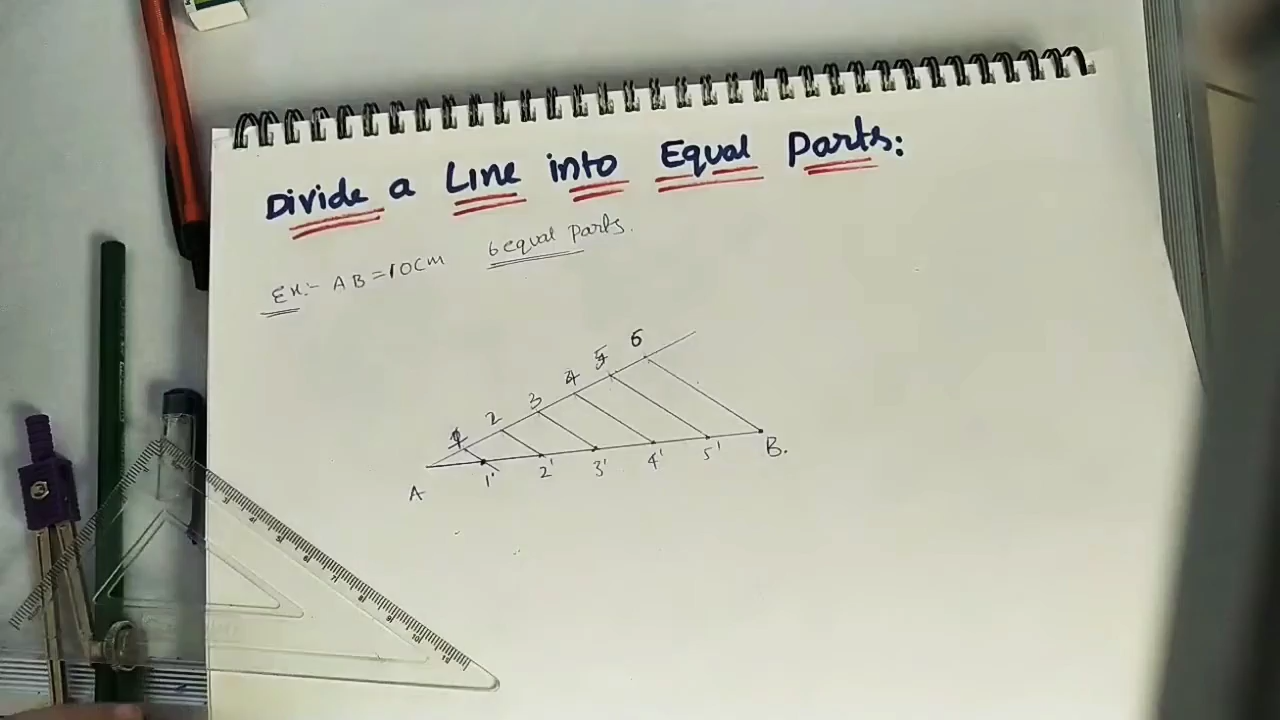 Divide a Line into Equal Parts:
Ex:- AB=10cm 6 equal parts.
1 2 3 4 5 6
A 1' 2' 3' 4' 5' B.